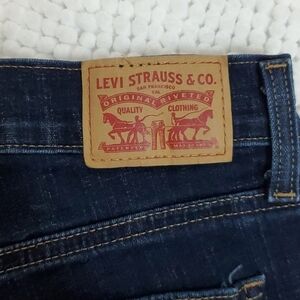 LEVI STRAUSS & CO.
SAN FRANCISCO
CAL
ORIGINAL RIVETED
QUALITY CLOTHING